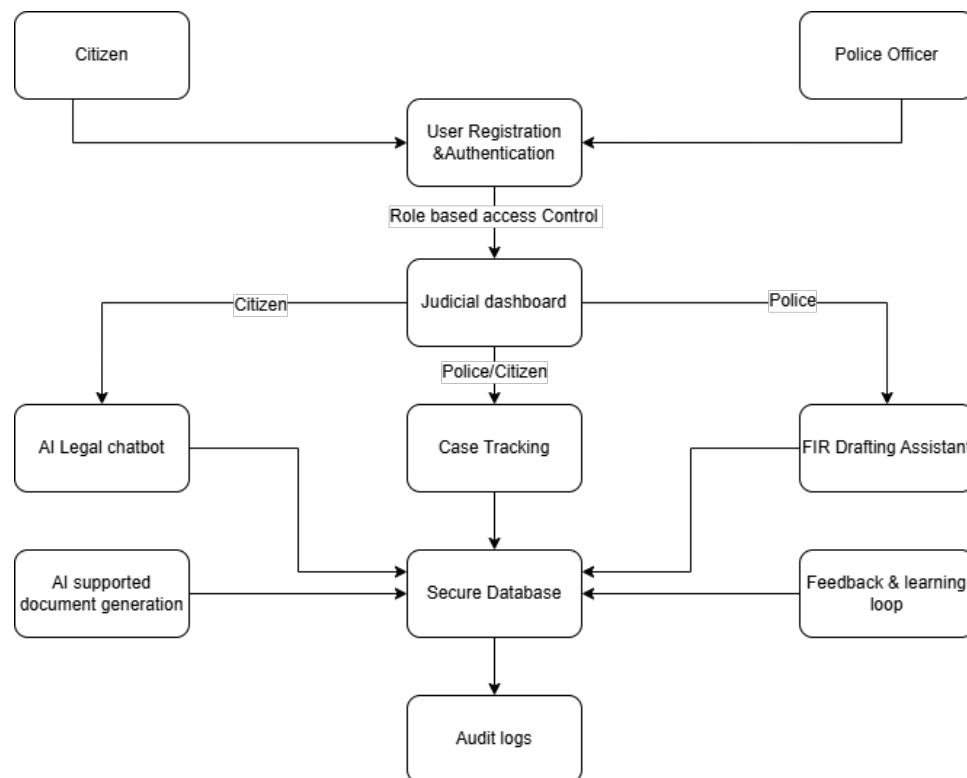 Citizen
Police Officer
User Registration
&Authentication
Role based access Control
Judicial dashboard
Citizen
Police
Police/Citizen
AI Legal chatbot
Case Tracking
FIR Drafting Assistant
AI supported
document generation
Secure Database
Feedback & learning
loop
Audit logs